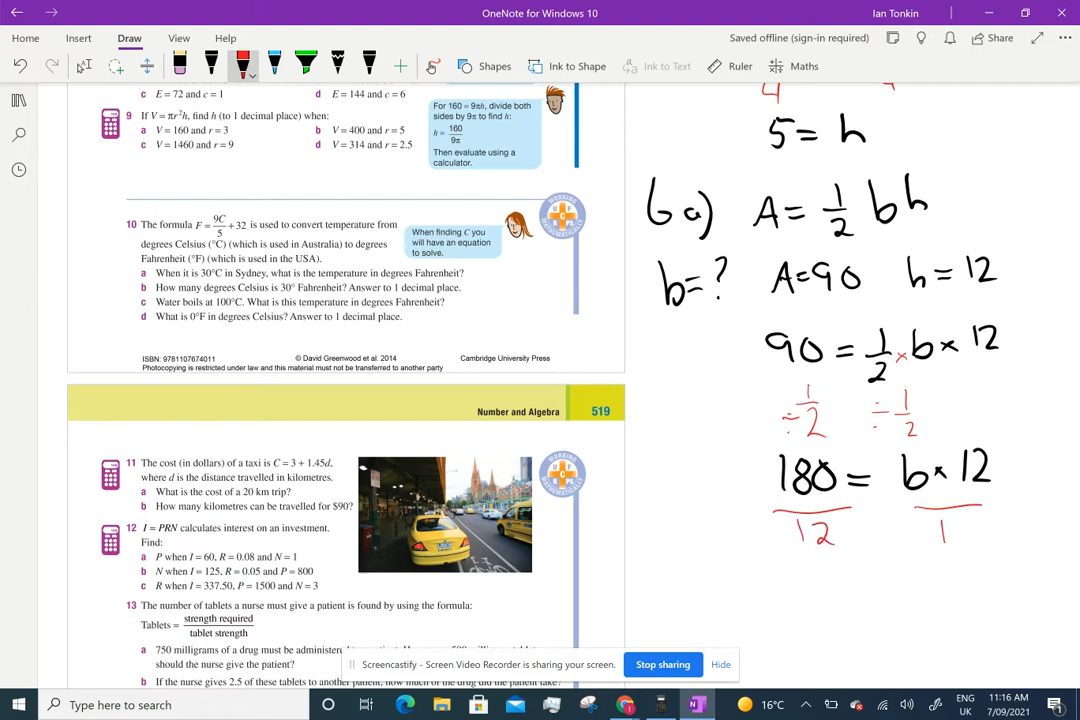 OneNote for Windows 10
Ian Tonkin
Home Insert Draw View Help
Saved offline (sign-in required)
Share
Shapes
Ink to Shape
Ink to Text
Ruler
Maths
c E = 72 and c = 1
d E = 144 and c = 6
9 If V = πr²h, find h (to 1 decimal place) when:
a V = 160 and r = 3
b V = 400 and r = 5
c V = 1460 and r = 9
d V = 314 and r = 2.5
For 160 = 9πh, divide both
sides by 9π to find h:
h = 160/9π
Then evaluate using a
calculator.
10 The formula F = 9C/5 + 32 is used to convert temperature from
degrees Celsius (°C) (which is used in Australia) to degrees
Fahrenheit (°F) (which is used in the USA).
a When it is 30°C in Sydney, what is the temperature in degrees Fahrenheit?
b How many degrees Celsius is 30° Fahrenheit? Answer to 1 decimal place.
c Water boils at 100°C. What is this temperature in degrees Fahrenheit?
d What is 0°F in degrees Celsius? Answer to 1 decimal place.
When finding C you
will have an equation
to solve.
WORKING
U F
C
R PS
MATHEMATICALLY
ISBN: 9781107674011
© David Greenwood et al. 2014
Cambridge University Press
Photocopying is restricted under law and this material must not be transferred to another party
Number and Algebra 519
11 The cost (in dollars) of a taxi is C = 3 + 1.45d,
where d is the distance travelled in kilometres.
a What is the cost of a 20 km trip?
b How many kilometres can be travelled for $90?
12 I = PRN calculates interest on an investment.
Find:
a P when I = 60, R = 0.08 and N = 1
b N when I = 125, R = 0.05 and P = 800
c R when I = 337.50, P = 1500 and N = 3
WORKING
U F
C
R PS
MATHEMATICALLY
13 The number of tablets a nurse must give a patient is found by using the formula:
Tablets = strength required/tablet strength
a 750 milligrams of a drug must be administered
should the nurse give the patient?
b If the nurse gives 2.5 of these tablets to another patient, how much of the drug did the patient take?
4
5 = h
6 a) A = 1/2 b h
b = ? A = 90 h = 12
90 = 1/2 × b × 12
÷ 1/2 ÷ 1/2
180 = b × 12
12 1
Screencastify - Screen Video Recorder is sharing your screen.
Stop sharing
Hide
Type here to search
16°C
ENG
UK
11:16 AM
7/09/2021
1